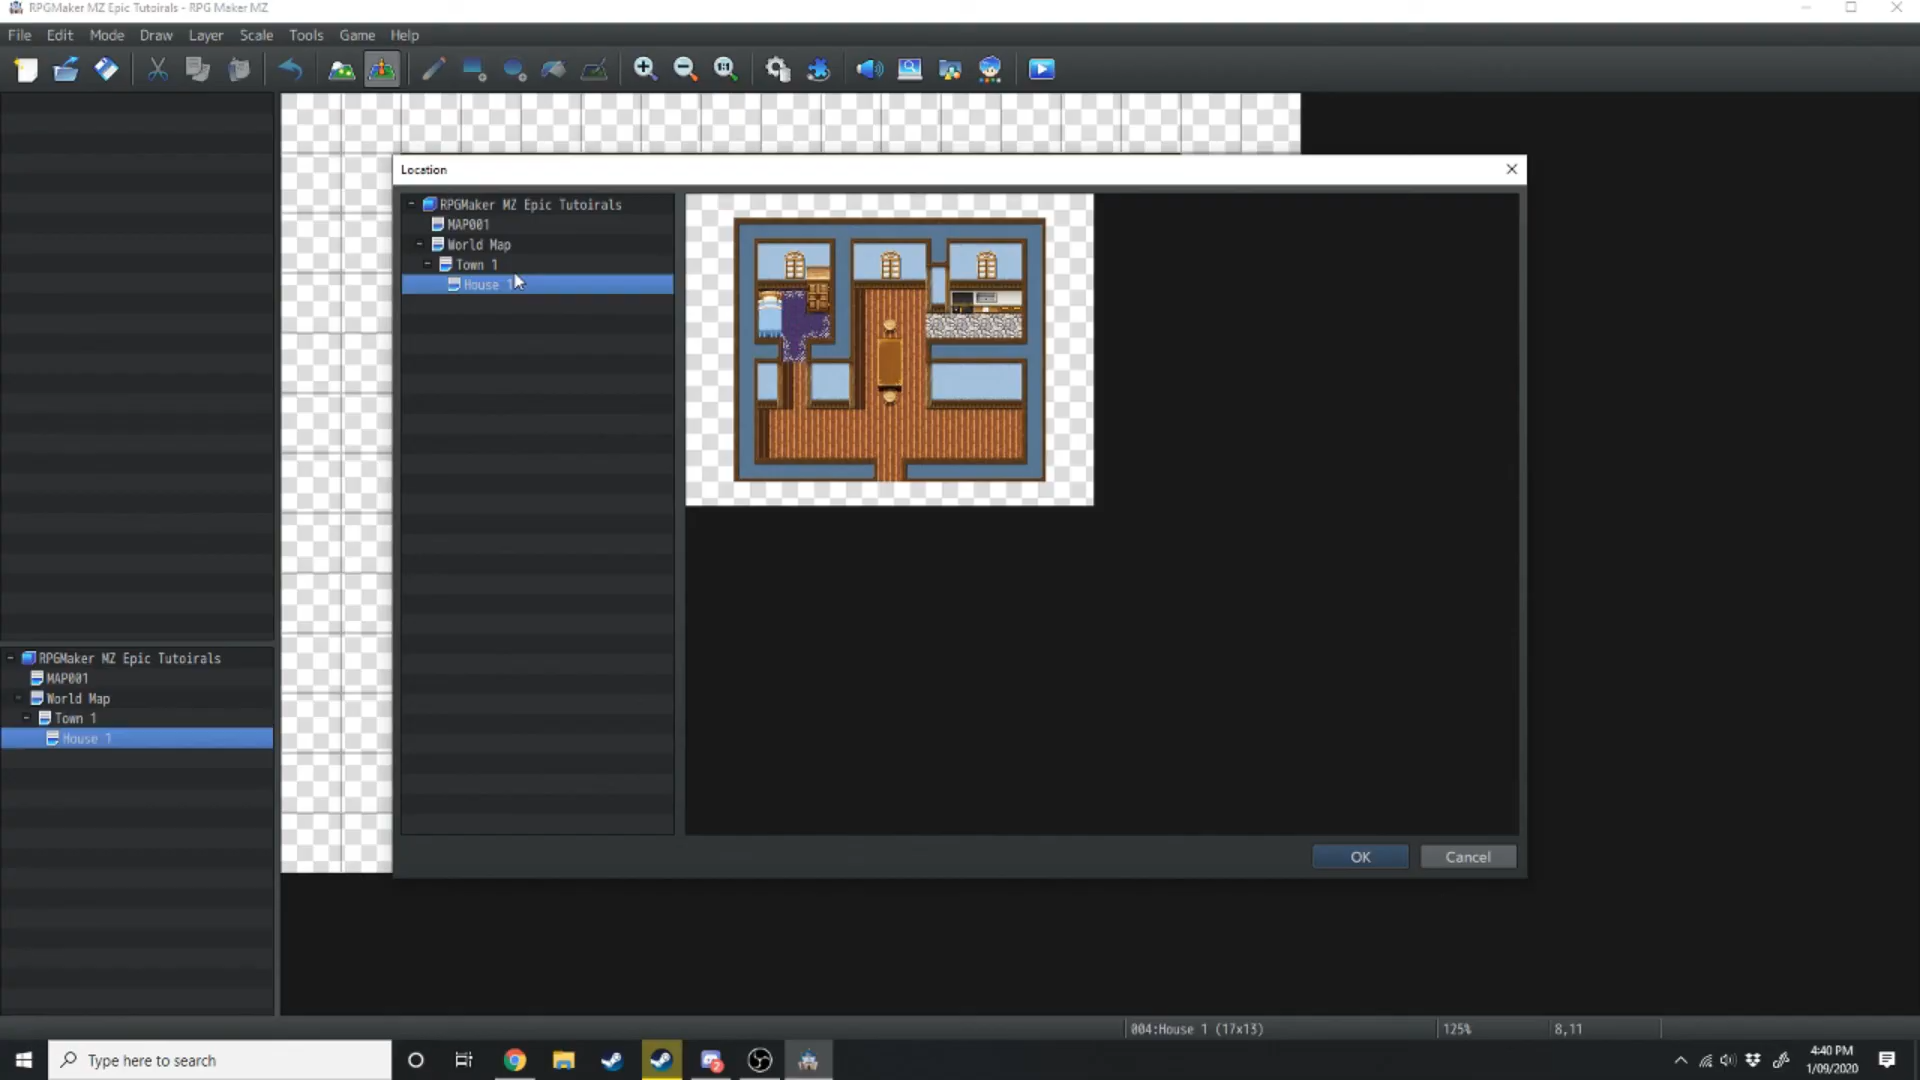 RPGMaker MZ Epic Tutoirals - RPG Maker MZ
File Edit Mode Draw Layer Scale Tools Game Help
Location
RPGMaker MZ Epic Tutoirals
MAP001
World Map
Town 1
House 1
OK Cancel
RPGMaker MZ Epic Tutoirals
MAP001
World Map
Town 1
House 1
004:House 1 (17x13) 125% 8,11
Type here to search
4:40 PM
1/09/2020